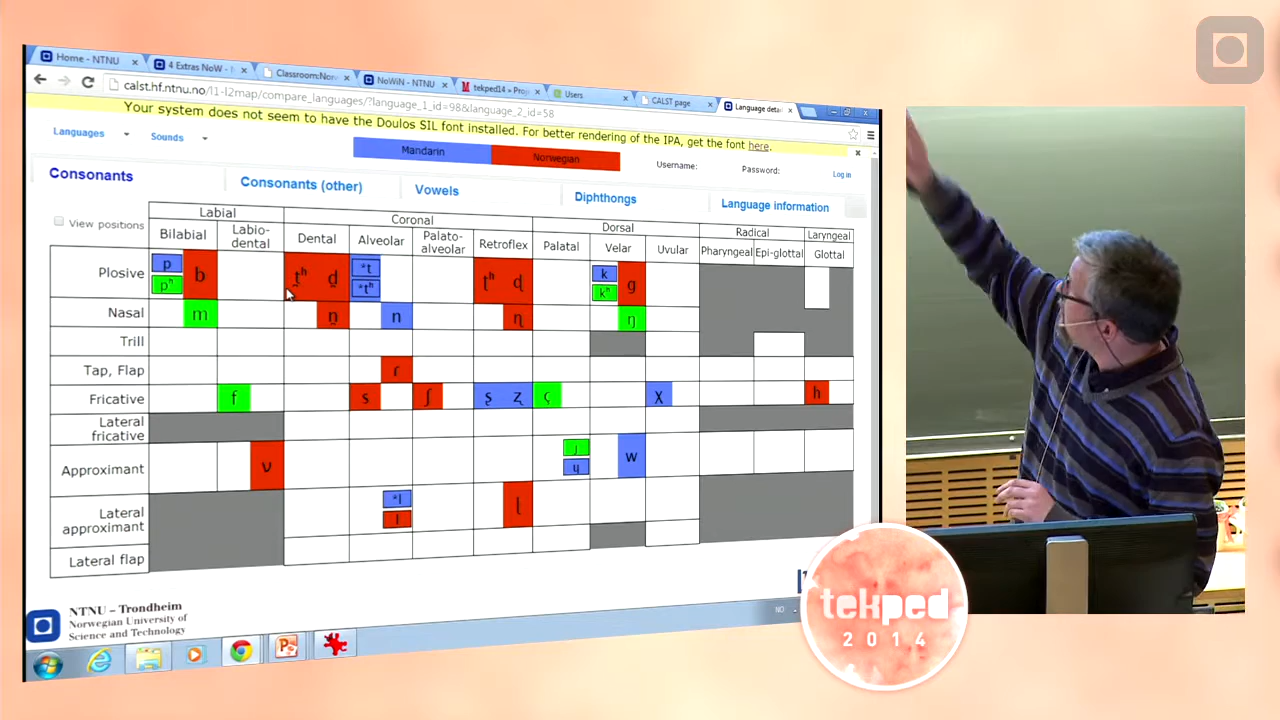 Home - NTNU
4 Extras NoW - N
Classroom:Nor
NoWiN - NTNU
tekped14 » Proj
Users
CALST page
Language detai
calst.hf.ntnu.no/l1-l2map/compare_languages/?language_1_id=98&language_2_id=58
Your system does not seem to have the Doulos SIL font installed. For better rendering of the IPA, get the font here.
Languages Sounds
Mandarin Norwegian
Username: Password: Log in
Consonants Consonants (other) Vowels Diphthongs Language information
View positions
Labial Coronal Dorsal Radical Laryngeal
Bilabial Labio-dental Dental Alveolar Palato-alveolar Retroflex Palatal Velar Uvular Pharyngeal Epi-glottal Glottal
Plosive p pʰ b t̪ʰ d̪ *t *tʰ ʈʰ ɖ k kʰ g
Nasal m n̪ n ɳ ŋ
Trill
Tap, Flap ɾ
Fricative f s ʃ ʂ ʐ ç χ h
Lateral fricative
Approximant ʋ j ɥ w
Lateral approximant *l l ɭ
Lateral flap
NTNU – Trondheim
Norwegian University of
Science and Technology
NO
tekped
2014